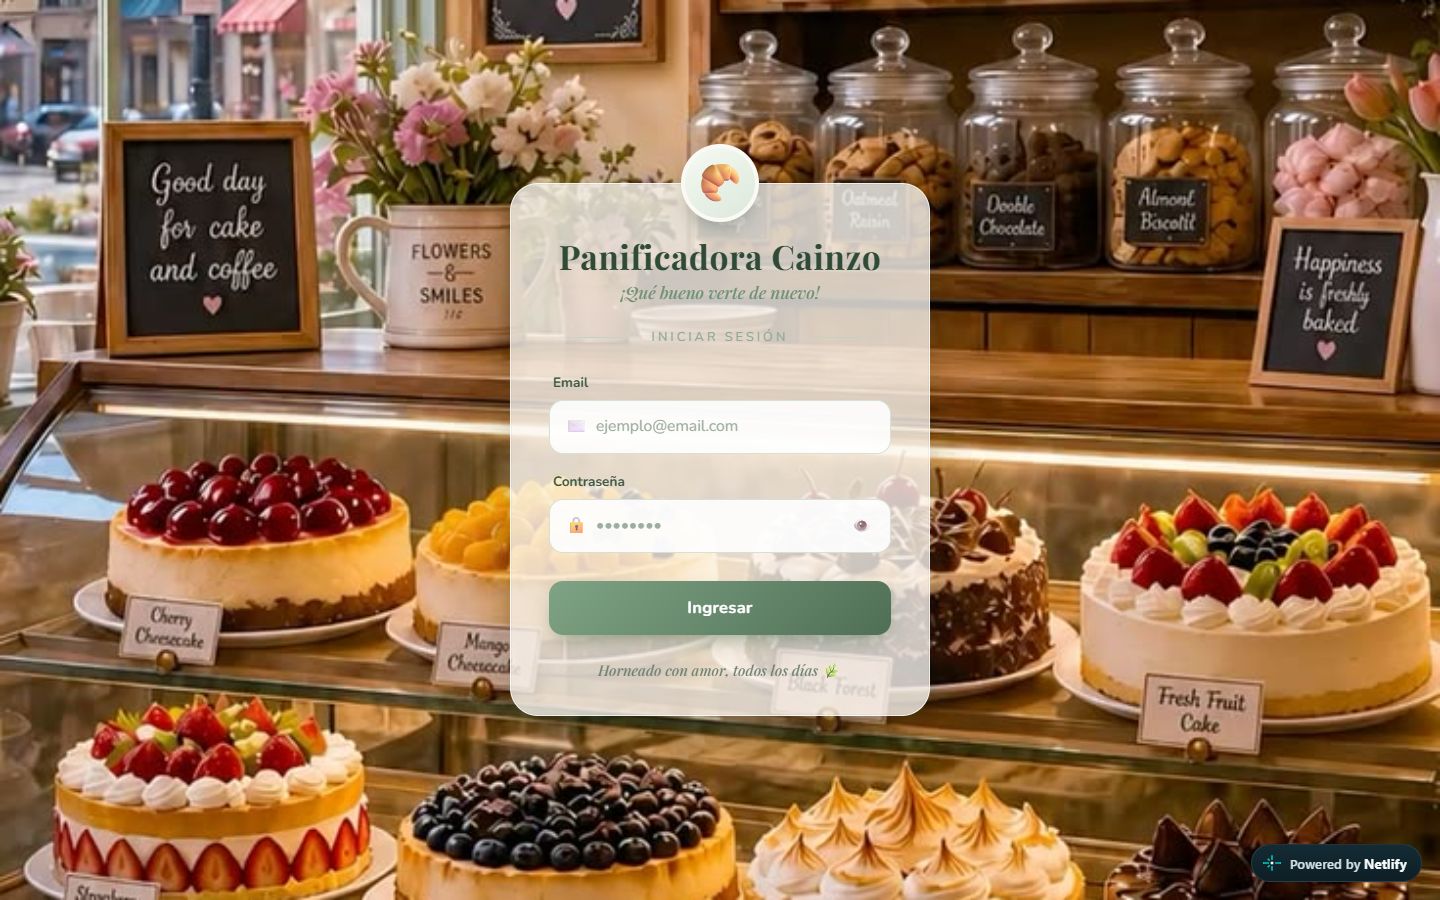 Good day
for cake
and coffee
FLOWERS
&
SMILES
Oatmeal
Raisin
Dooble
Chocolate
Almond
Biscotit
Happiness
is freshly
baked
Panificadora Cainzo
¡Qué bueno verte de nuevo!
INICIAR SESIÓN
Email
ejemplo@email.com
Contraseña
Ingresar
Horneado con amor, todos los días
Cherry
Cheesecake
Mango
Cheesecake
Black Forest
Fresh Fruit
Cake
Powered by Netlify